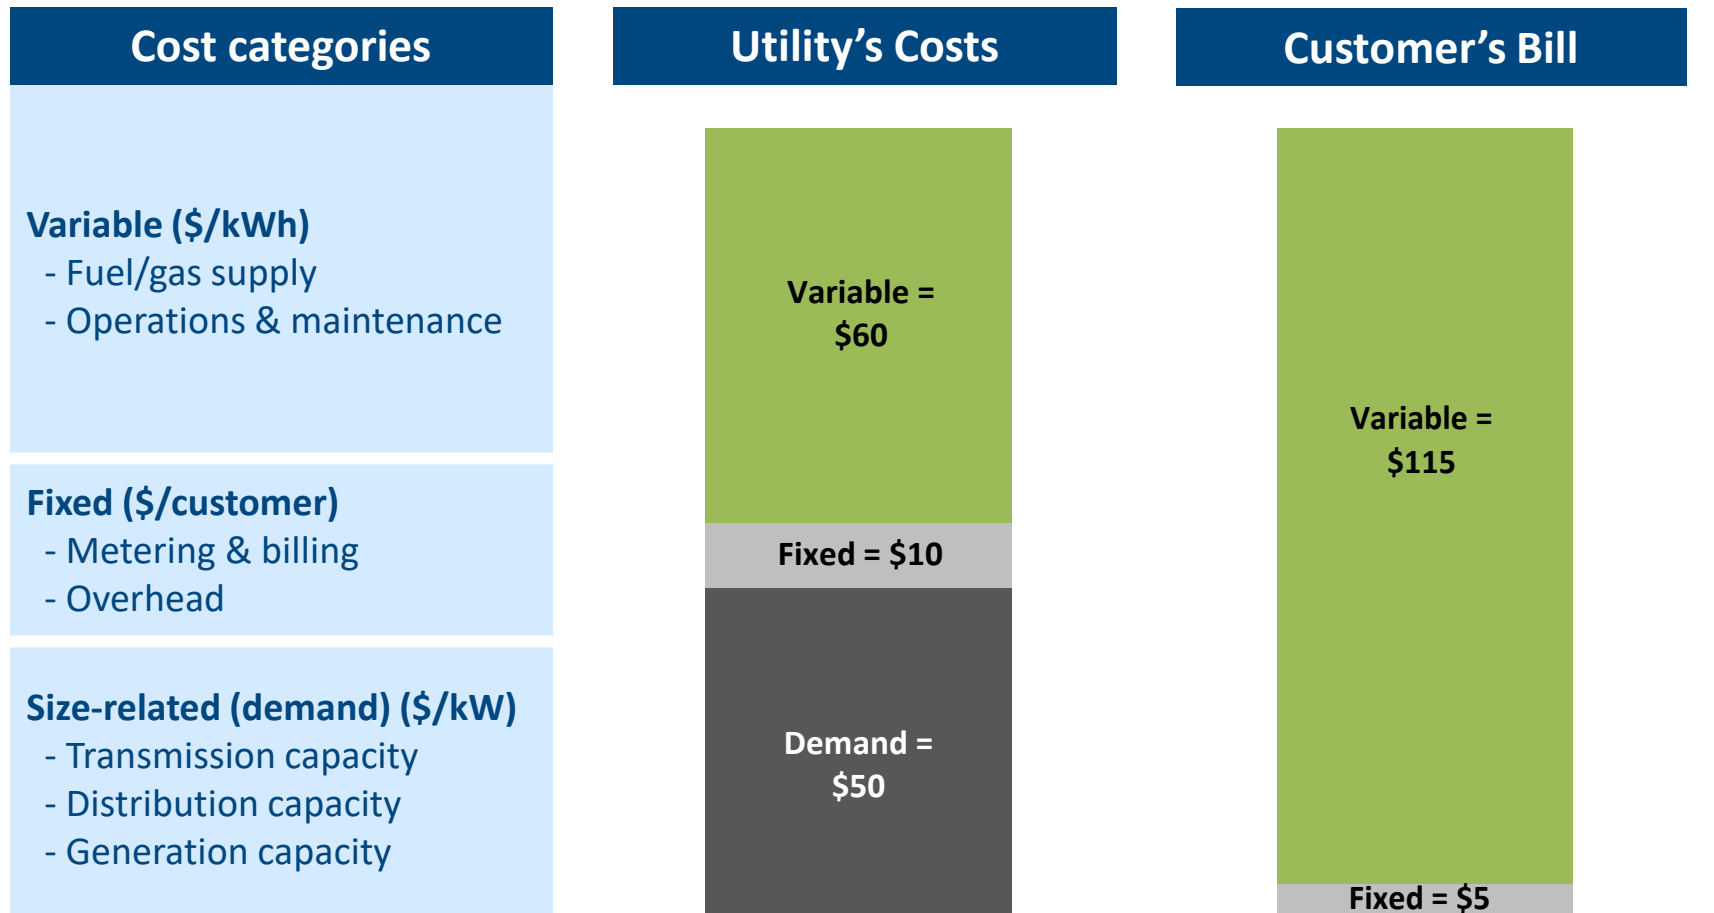 Cost categories
Variable ($/kWh)
- Fuel/gas supply
- Operations & maintenance
Fixed ($/customer)
- Metering & billing
- Overhead
Size-related (demand) ($/kW)
- Transmission capacity
- Distribution capacity
- Generation capacity
Utility’s Costs
Variable =
$60
Fixed = $10
Demand =
$50
Customer’s Bill
Variable =
$115
Fixed = $5